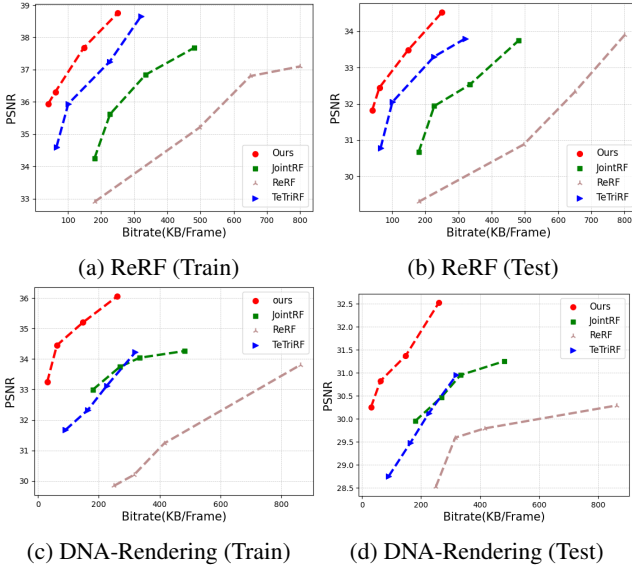 39
38
37
36
35
34
33
PSNR
100 200 300 400 500 600 700 800
Bitrate(KB/Frame)
Ours
JointRF
ReRF
TeTriRF
(a) ReRF (Train)
34
33
32
31
30
PSNR
100 200 300 400 500 600 700 800
Bitrate(KB/Frame)
Ours
JointRF
ReRF
TeTriRF
(b) ReRF (Test)
36
35
34
33
32
31
30
PSNR
0 200 400 600 800
Bitrate(KB/Frame)
ours
JointRF
ReRF
TeTriRF
(c) DNA-Rendering (Train)
32.5
32.0
31.5
31.0
30.5
30.0
29.5
29.0
28.5
PSNR
0 200 400 600 800
Bitrate(KB/Frame)
Ours
JointRF
ReRF
TeTriRF
(d) DNA-Rendering (Test)